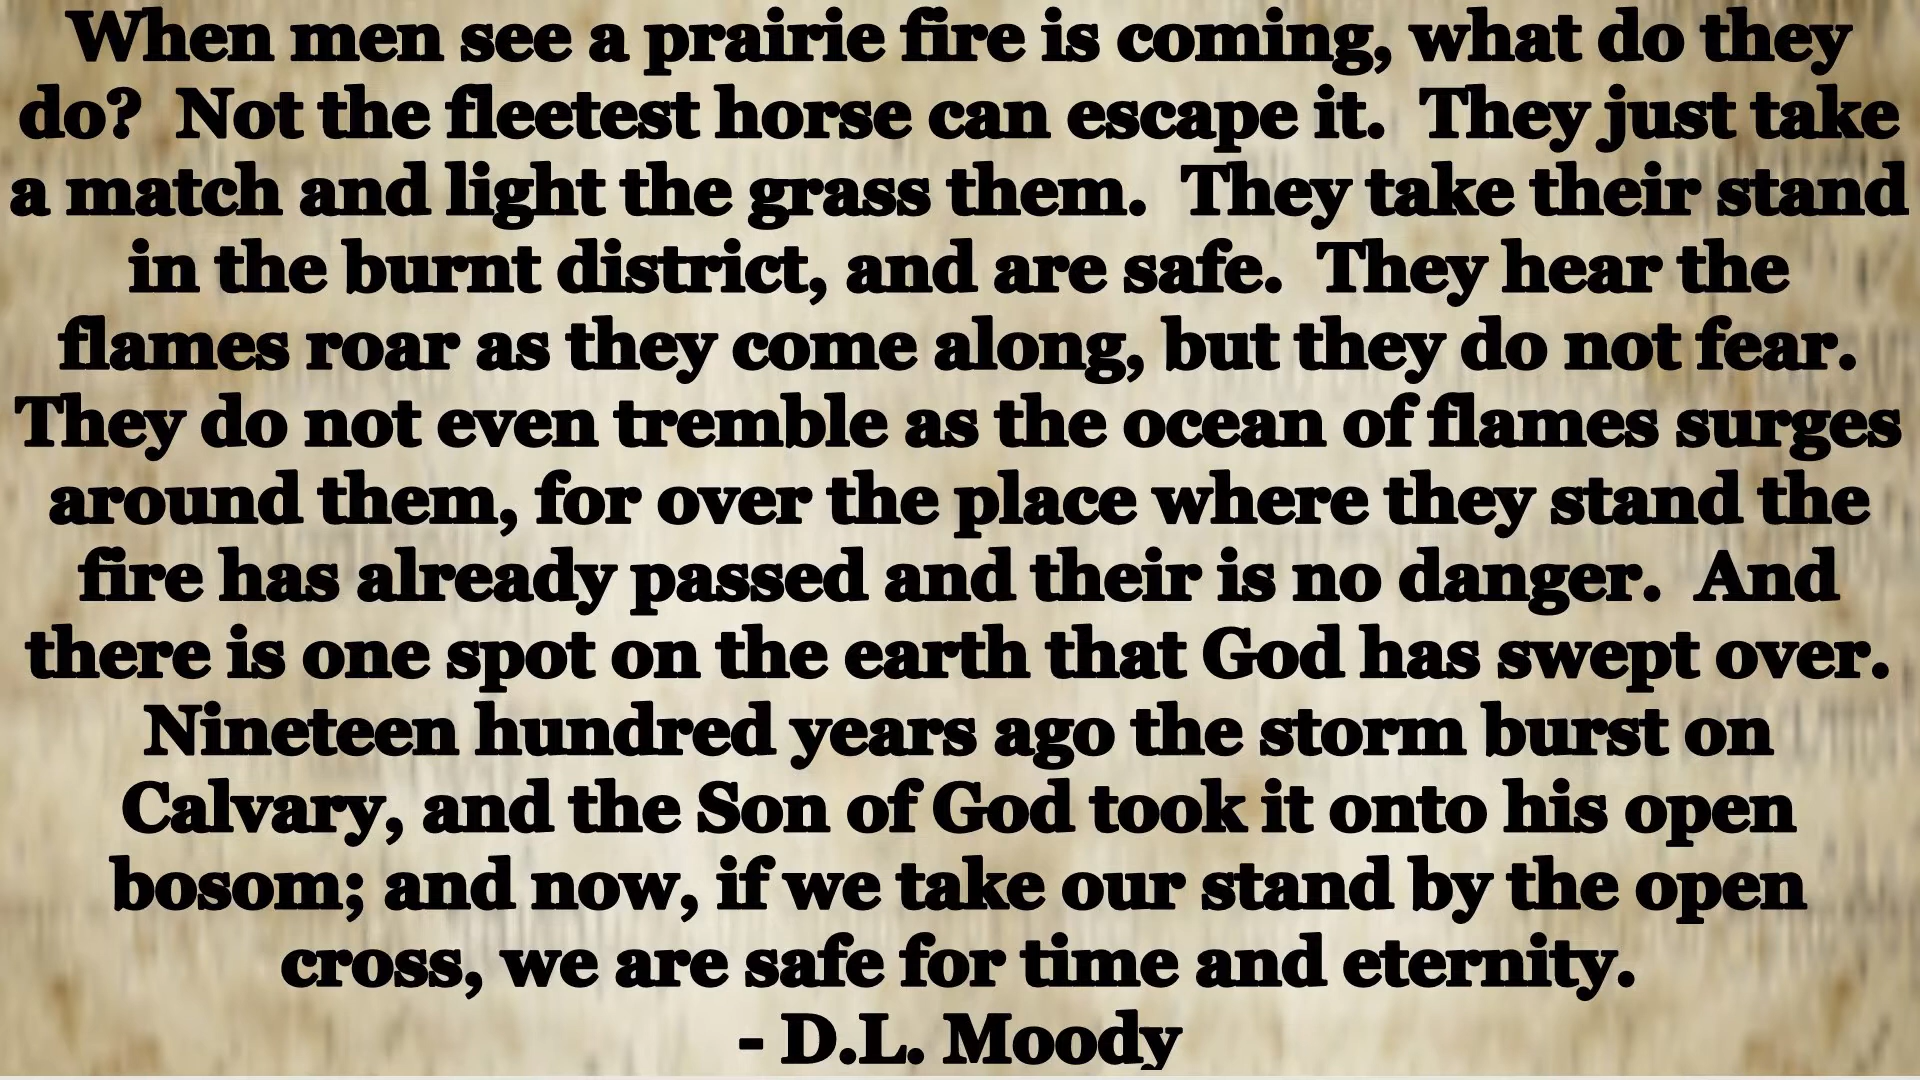 When men see a prairie fire is coming, what do they
do?  Not the fleetest horse can escape it.  They just take
a match and light the grass them.  They take their stand
in the burnt district, and are safe.  They hear the
flames roar as they come along, but they do not fear.
They do not even tremble as the ocean of flames surges
around them, for over the place where they stand the
fire has already passed and their is no danger.  And
there is one spot on the earth that God has swept over.
Nineteen hundred years ago the storm burst on
Calvary, and the Son of God took it onto his open
bosom; and now, if we take our stand by the open
cross, we are safe for time and eternity.
- D.L. Moody